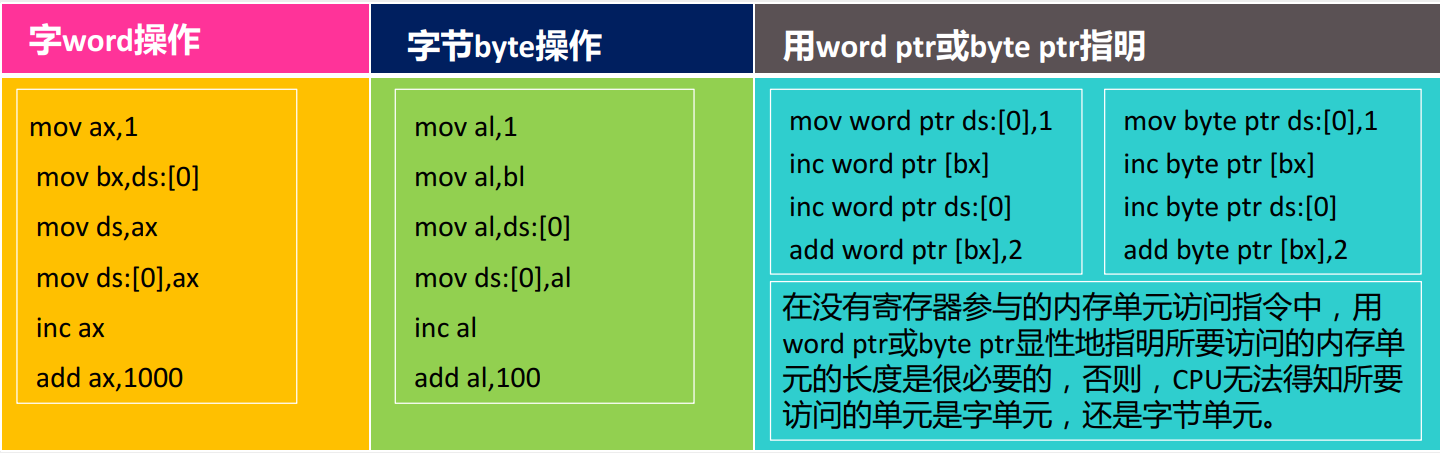 字word操作
mov ax,1
mov bx,ds:[0]
mov ds,ax
mov ds:[0],ax
inc ax
add ax,1000
字节byte操作
mov al,1
mov al,bl
mov al,ds:[0]
mov ds:[0],al
inc al
add al,100
用word ptr或byte ptr指明
mov word ptr ds:[0],1
inc word ptr [bx]
inc word ptr ds:[0]
add word ptr [bx],2
mov byte ptr ds:[0],1
inc byte ptr [bx]
inc byte ptr ds:[0]
add byte ptr [bx],2
在没有寄存器参与的内存单元访问指令中，用
word ptr或byte ptr显性地指明所要访问的内存单
元的长度是很必要的，否则，CPU无法得知所要
访问的单元是字单元，还是字节单元。